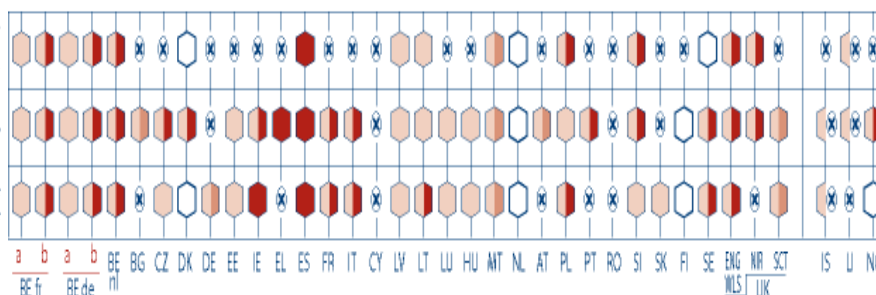 a b a b BE nl BG CZ DK DE EE IE EL ES FR IT CY LV LT LU HU MT NL AT PL PT RO SI SK FI SE ENG WLS NIR SCT IS LI
BE fr BE de UK